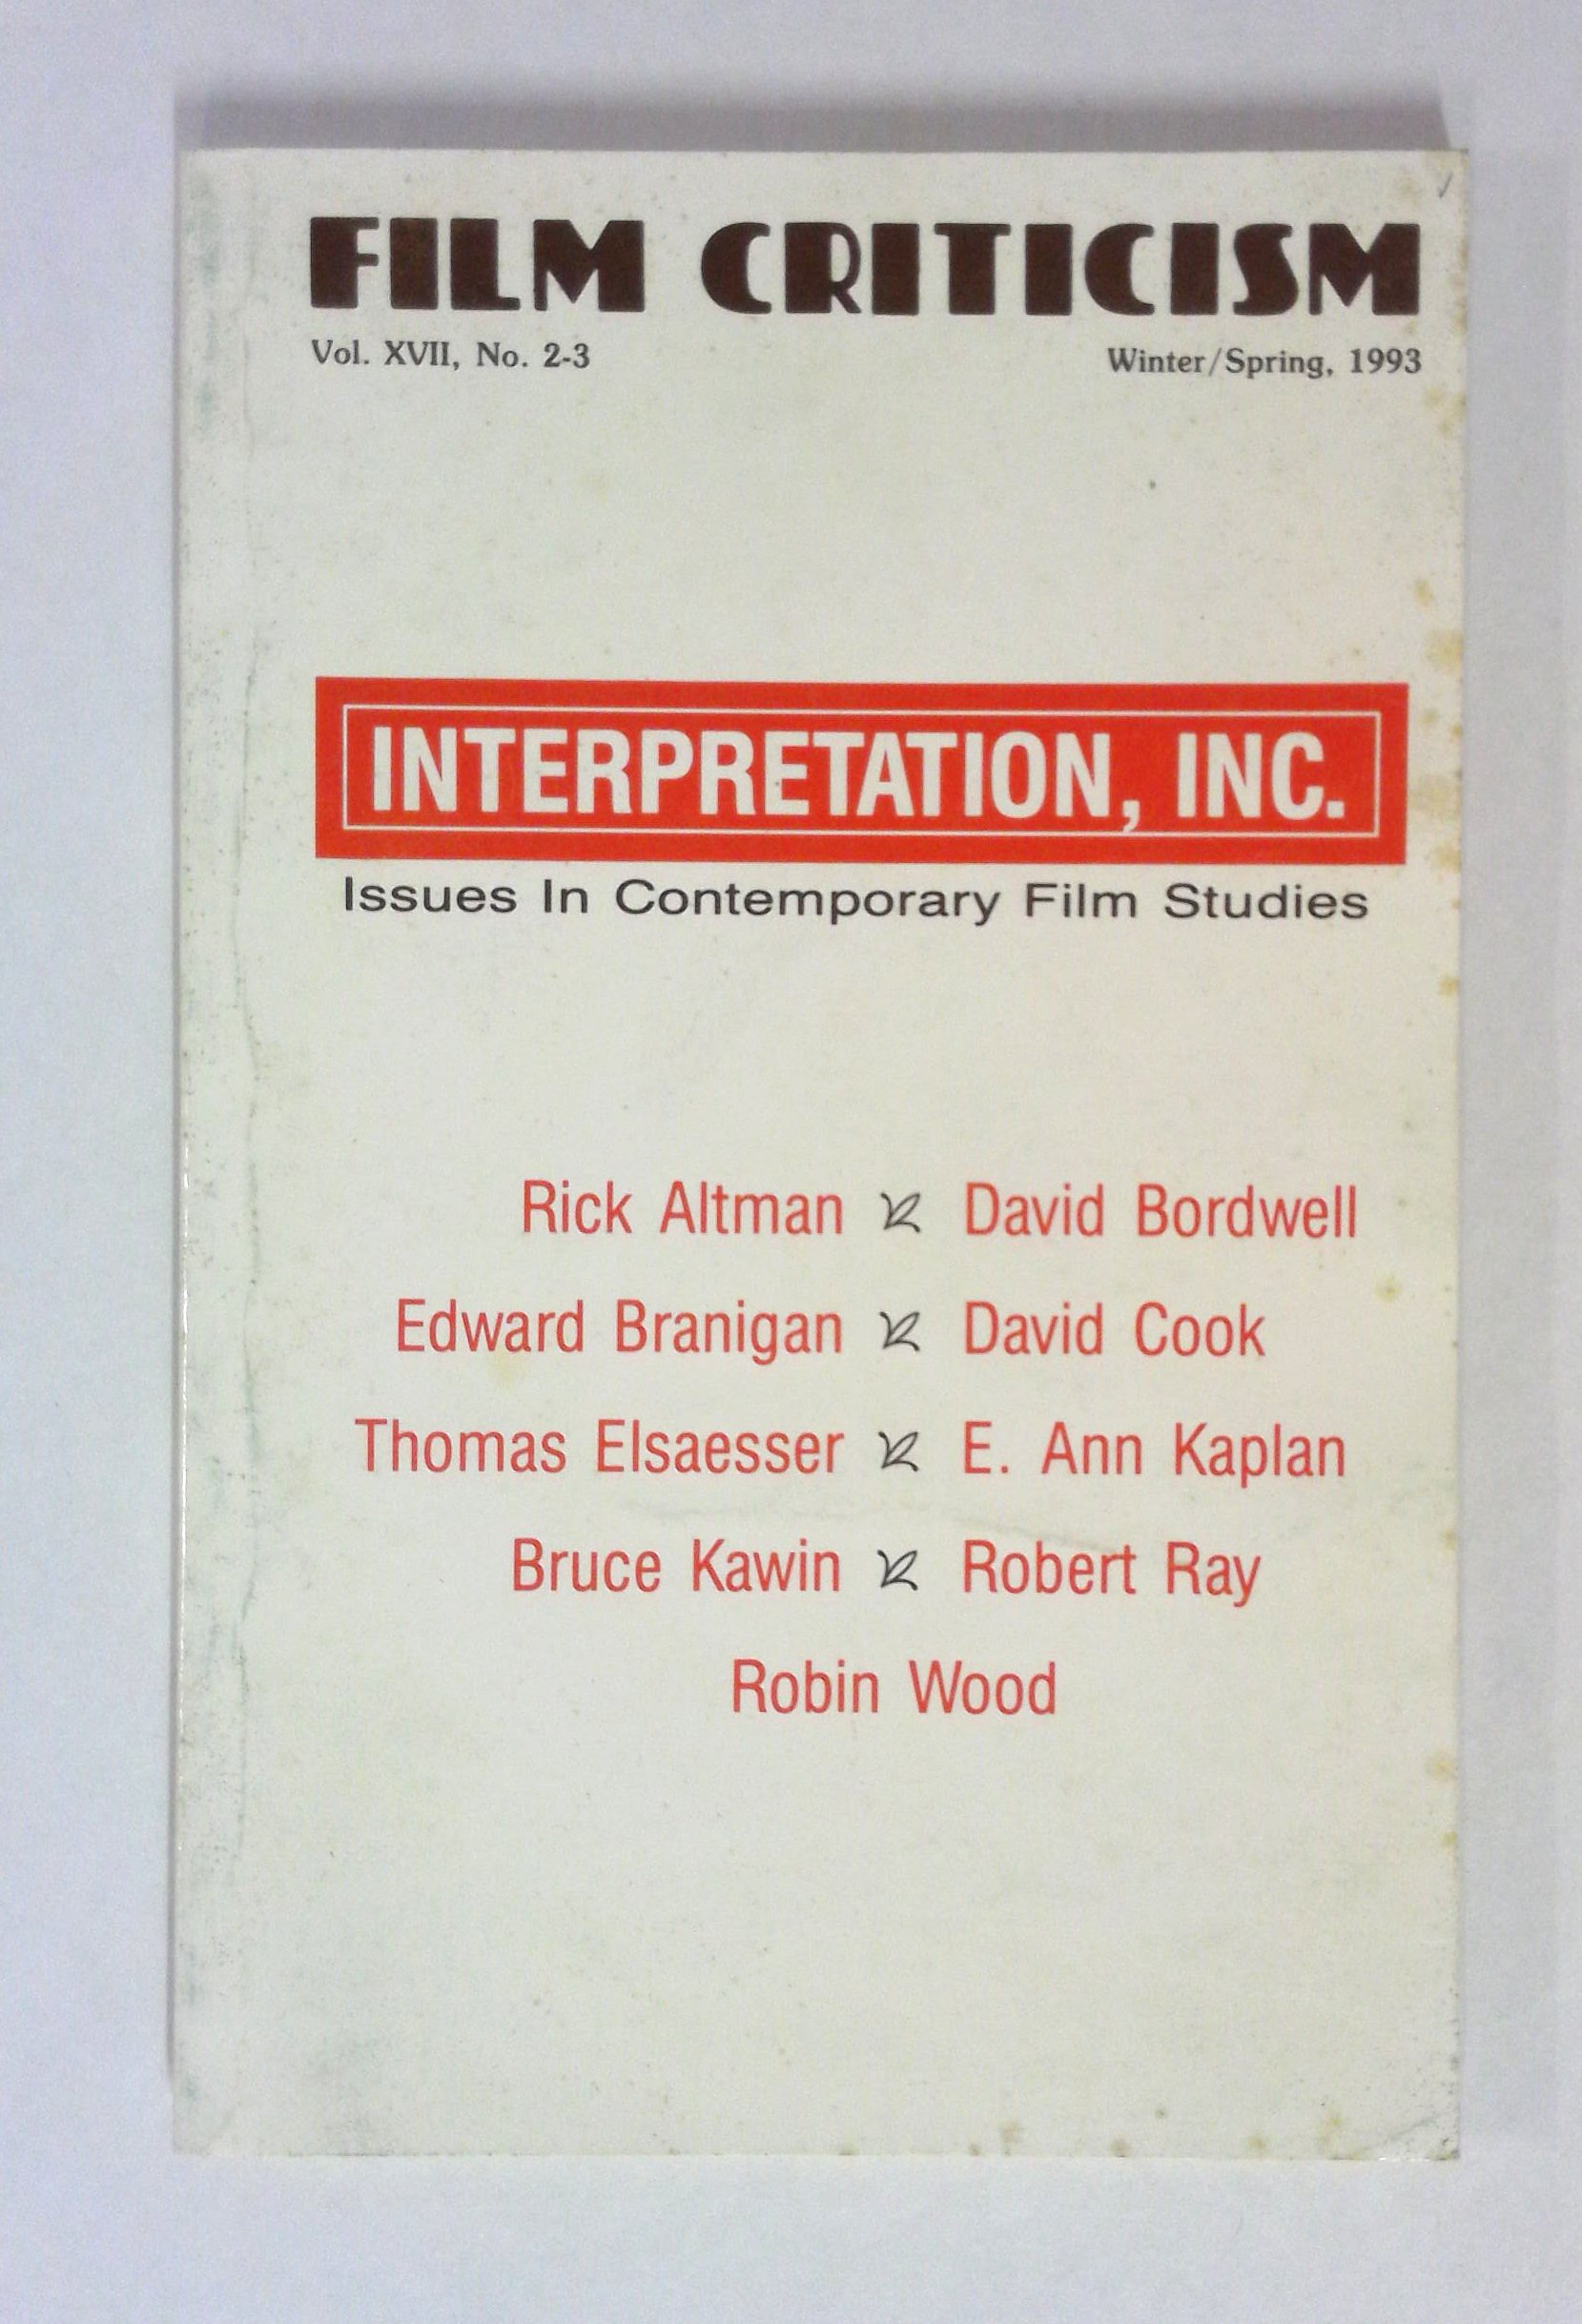 FILM CRITICISM
Vol. XVII, No. 2-3 Winter/Spring, 1993
INTERPRETATION, INC.
Issues In Contemporary Film Studies
Rick Altman David Bordwell
Edward Branigan David Cook
Thomas Elsaesser E. Ann Kaplan
Bruce Kawin Robert Ray
Robin Wood